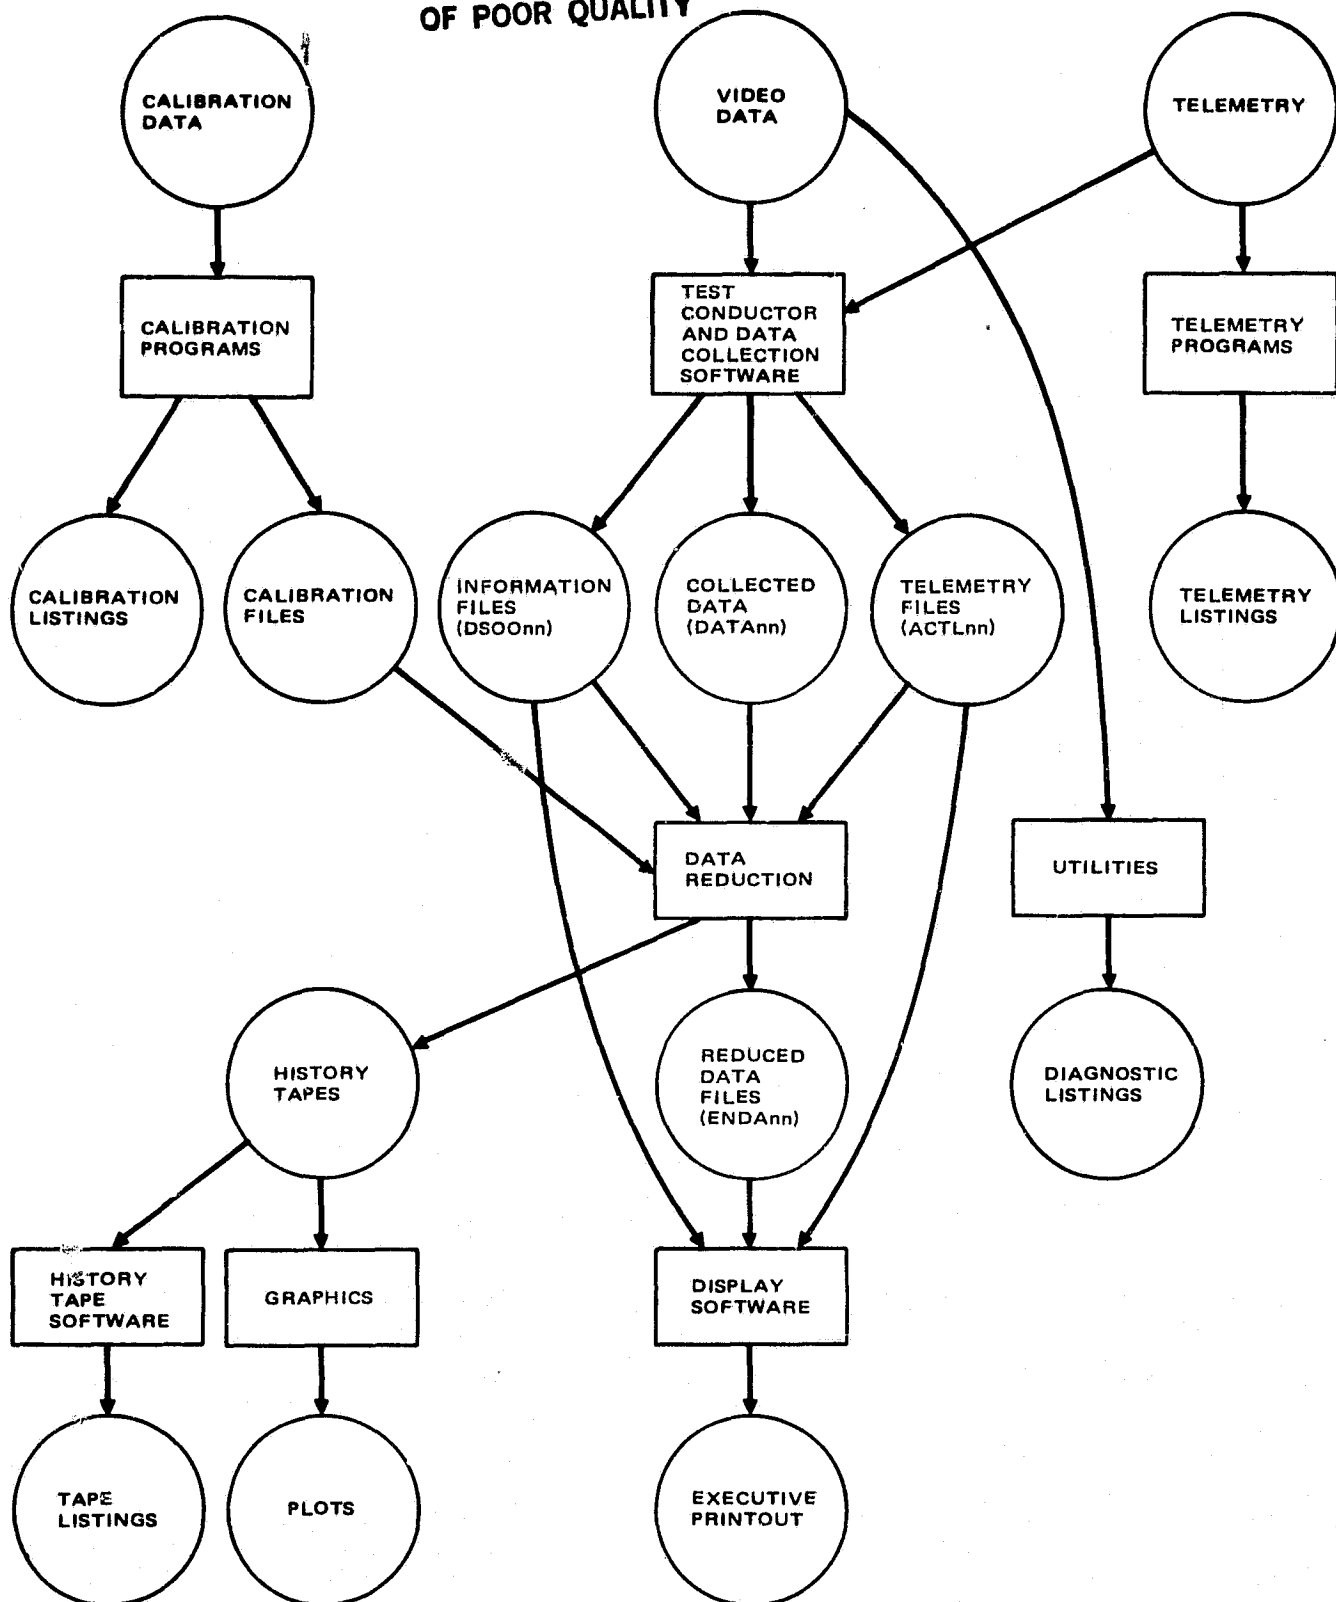 OF POOR QUALITY
CALIBRATION
DATA
VIDEO
DATA
TELEMETRY
CALIBRATION
PROGRAMS
TEST
CONDUCTOR
AND DATA
COLLECTION
SOFTWARE
TELEMETRY
PROGRAMS
CALIBRATION
LISTINGS
CALIBRATION
FILES
INFORMATION
FILES
(DSOOnn)
COLLECTED
DATA
(DATAnn)
TELEMETRY
FILES
(ACTLnn)
TELEMETRY
LISTINGS
DATA
REDUCTION
UTILITIES
HISTORY
TAPES
REDUCED
DATA
FILES
(ENDAnn)
DIAGNOSTIC
LISTINGS
HISTORY
TAPE
SOFTWARE
GRAPHICS
DISPLAY
SOFTWARE
TAPE
LISTINGS
PLOTS
EXECUTIVE
PRINTOUT